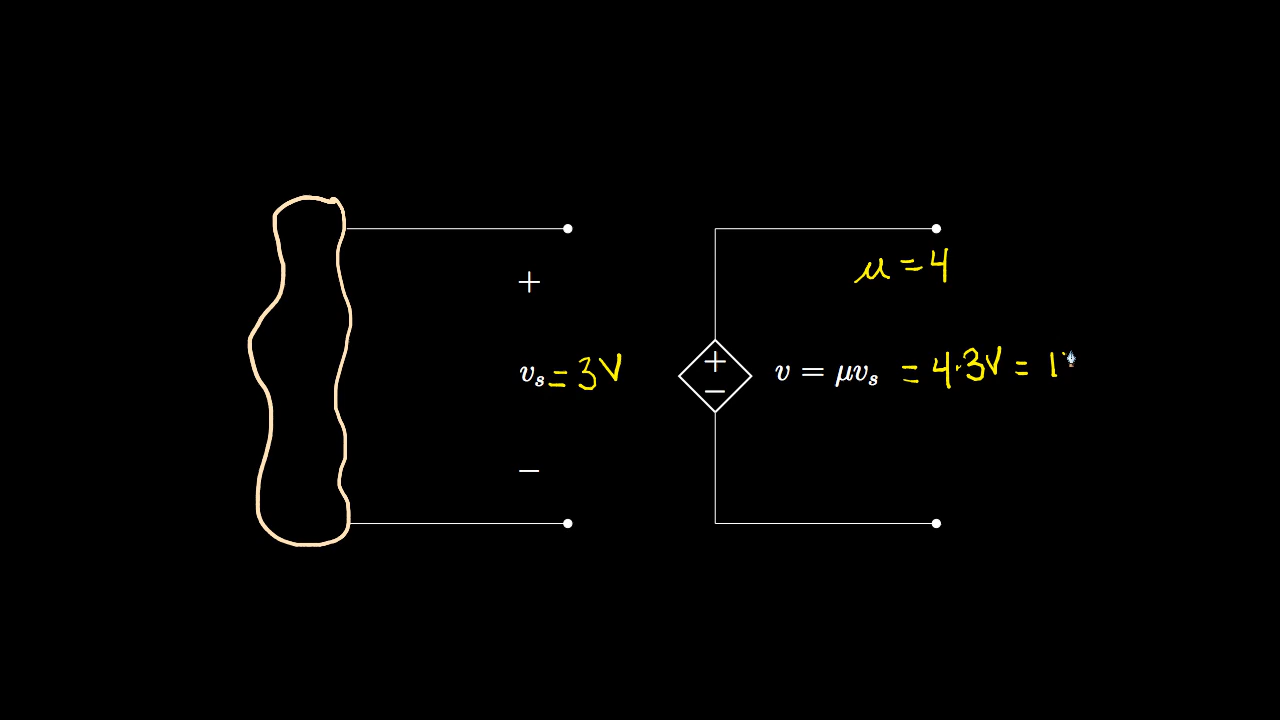 +
μ = 4
v_s = 3V
+
−
v = μv_s = 4·3V = 1
−